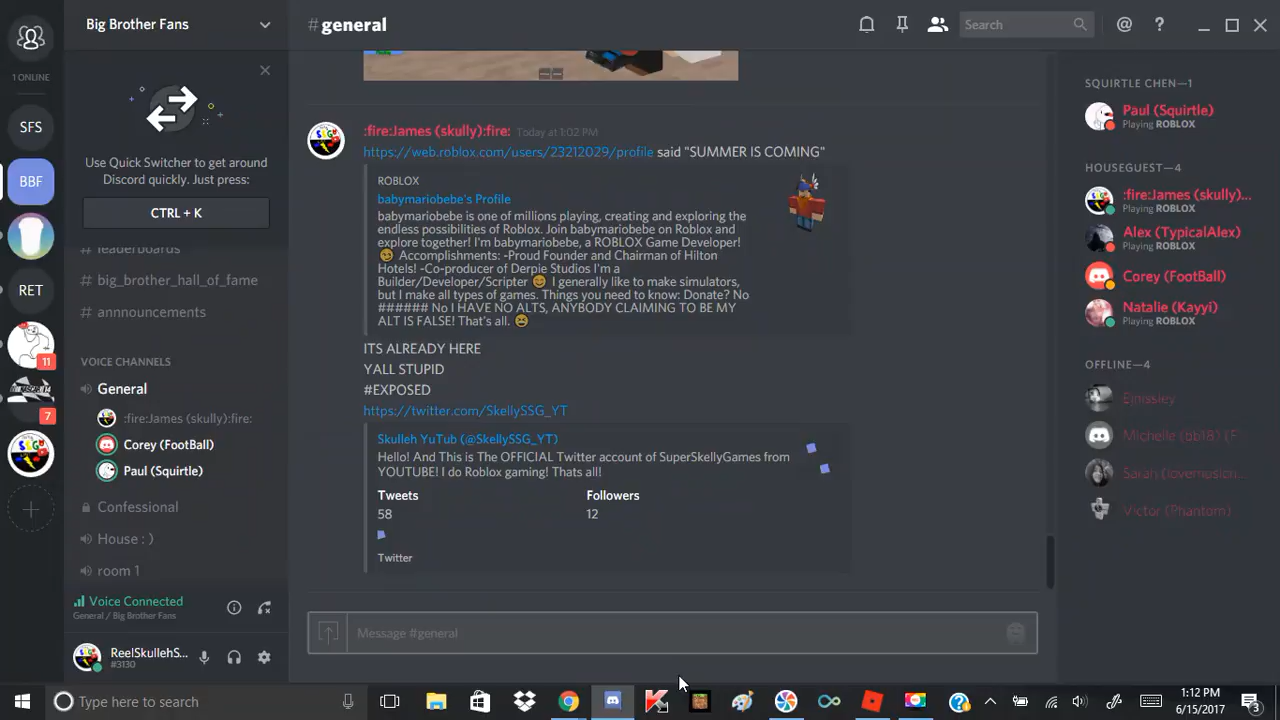 Big Brother Fans
#general
Search
1 ONLINE
SFS
BBF
RET
11
7
Use Quick Switcher to get around
Discord quickly. Just press:
CTRL + K
leaderboards
# big_brother_hall_of_fame
# annnouncements
VOICE CHANNELS
General
:fire:James (skully):fire:
Corey (FootBall)
Paul (Squirtle)
Confessional
House : )
room 1
Voice Connected
General / Big Brother Fans
ReelSkullehS...
#3130
:fire:James (skully):fire: Today at 1:02 PM
https://web.roblox.com/users/23212029/profile said "SUMMER IS COMING"
ROBLOX
babymariobebe's Profile
babymariobebe is one of millions playing, creating and exploring the
endless possibilities of Roblox. Join babymariobebe on Roblox and
explore together! I'm babymariobebe, a ROBLOX Game Developer!
Accomplishments: -Proud Founder and Chairman of Hilton
Hotels! -Co-producer of Derpie Studios I'm a
Builder/Developer/Scripter I generally like to make simulators,
but I make all types of games. Things you need to know: Donate? No
###### No I HAVE NO ALTS, ANYBODY CLAIMING TO BE MY
ALT IS FALSE! That's all.
ITS ALREADY HERE
YALL STUPID
#EXPOSED
https://twitter.com/SkellySSG_YT
Skulleh YuTub (@SkellySSG_YT)
Hello! And This is The OFFICIAL Twitter account of SuperSkellyGames from
YOUTUBE! I do Roblox gaming! Thats all!
Tweets Followers
58 12
Twitter
Message #general
SQUIRTLE CHEN—1
Paul (Squirtle)
Playing ROBLOX
HOUSEGUEST—4
:fire:James (skully)...
Playing ROBLOX
Alex (TypicalAlex)
Playing ROBLOX
Corey (FootBall)
Natalie (Kayyi)
Playing ROBLOX
OFFLINE—4
Michelle (bb18) (F...
Victor (Phantom)
Type here to search
1:12 PM
6/15/2017
3